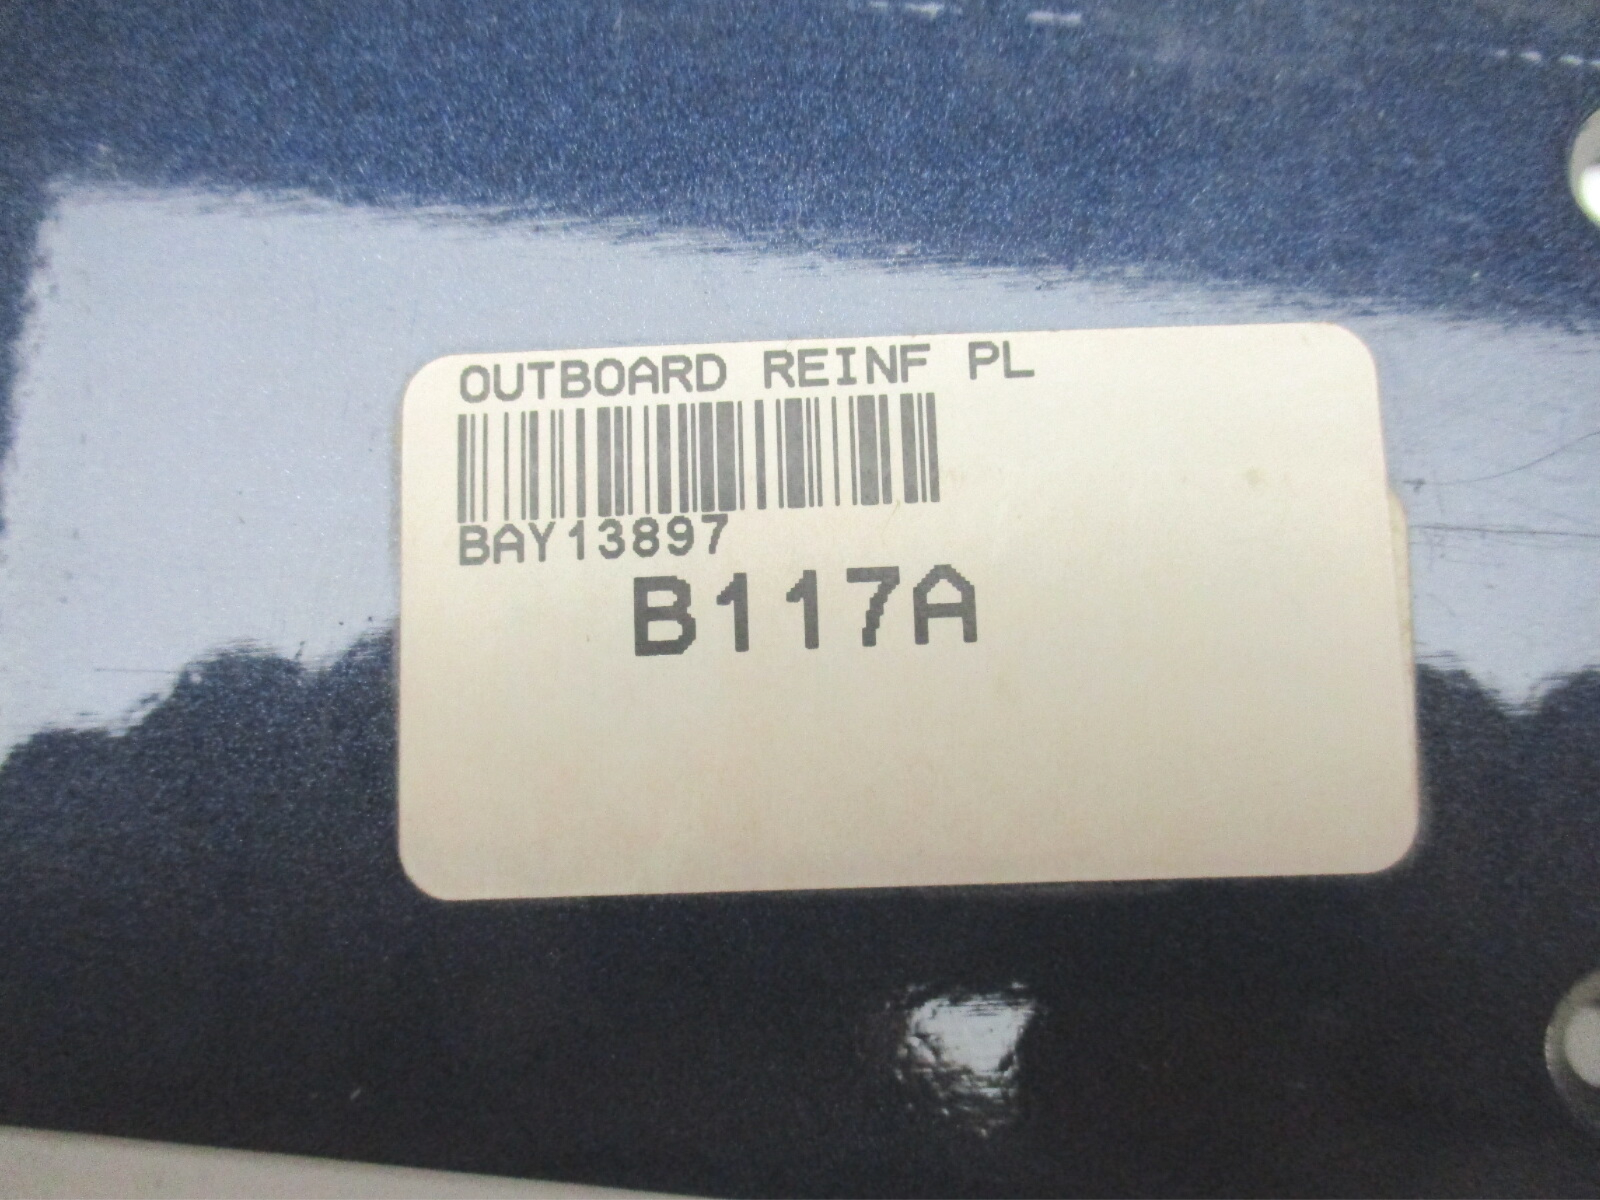 OUTBOARD REINF PL
BAY13897
B117A